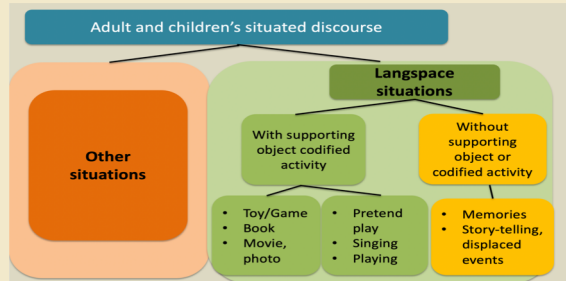 Adult and children's situated discourse
Langspace
situations
With supporting
object codified
activity
Without
supporting
object or
codified activity
Other
situations
• Toy/Game
• Book
• Movie,
photo
• Pretend
play
• Singing
• Playing
• Memories
• Story-telling,
displaced
events